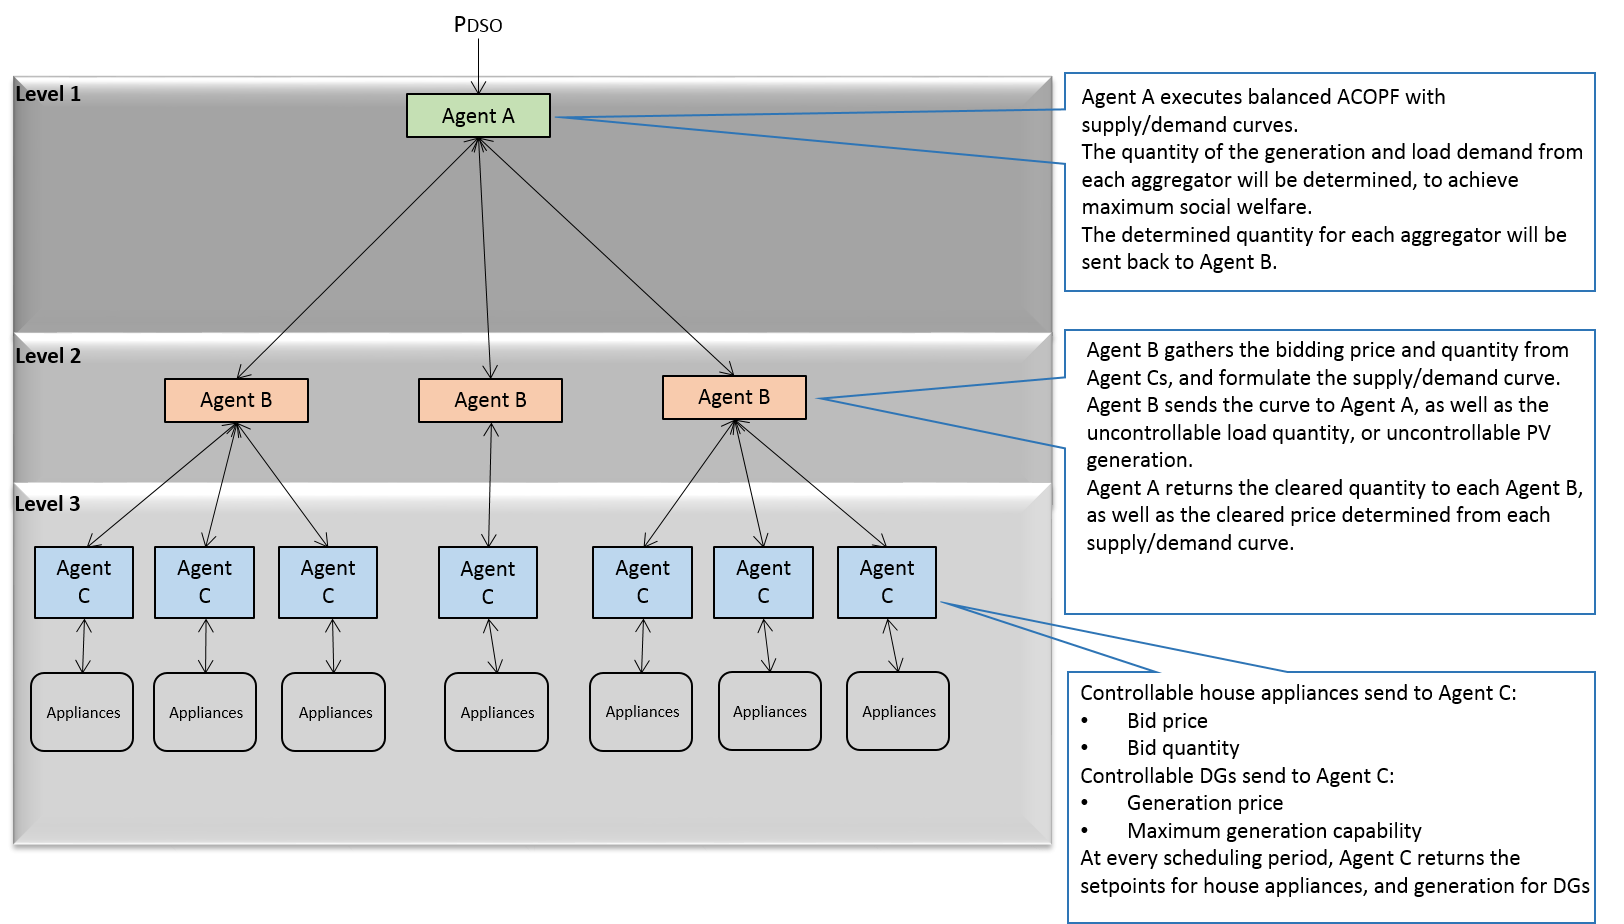 PDSO
Level 1
Agent A
Agent A executes balanced ACOPF with
supply/demand curves.
The quantity of the generation and load demand from
each aggregator will be determined, to achieve
maximum social welfare.
The determined quantity for each aggregator will be
sent back to Agent B.
Level 2
Agent B
Agent B
Agent B
Agent B gathers the bidding price and quantity from
Agent Cs, and formulate the supply/demand curve.
Agent B sends the curve to Agent A, as well as the
uncontrollable load quantity, or uncontrollable PV
generation.
Agent A returns the cleared quantity to each Agent B,
as well as the cleared price determined from each
supply/demand curve.
Level 3
Agent
C
Agent
C
Agent
C
Agent
C
Agent
C
Agent
C
Agent
C
Appliances
Appliances
Appliances
Appliances
Appliances
Appliances
Appliances
Controllable house appliances send to Agent C:
• Bid price
• Bid quantity
Controllable DGs send to Agent C:
• Generation price
• Maximum generation capability
At every scheduling period, Agent C returns the
setpoints for house appliances, and generation for DGs